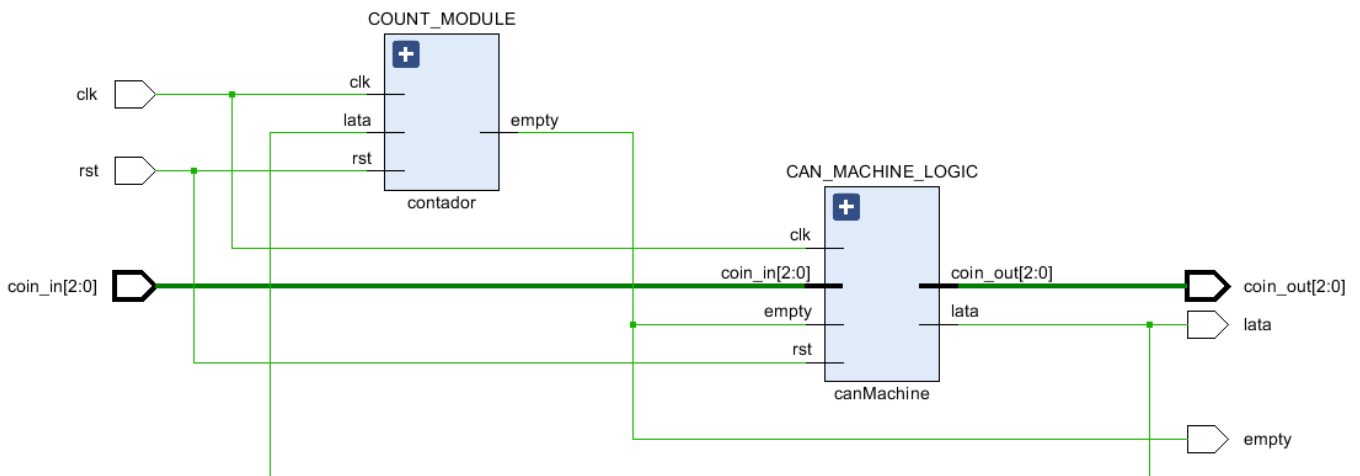 COUNT_MODULE
clk
clk
lata
empty
rst
rst
contador
CAN_MACHINE_LOGIC
clk
coin_in[2:0]
coin_in[2:0]
coin_out[2:0]
coin_out[2:0]
empty
lata
lata
rst
canMachine
empty